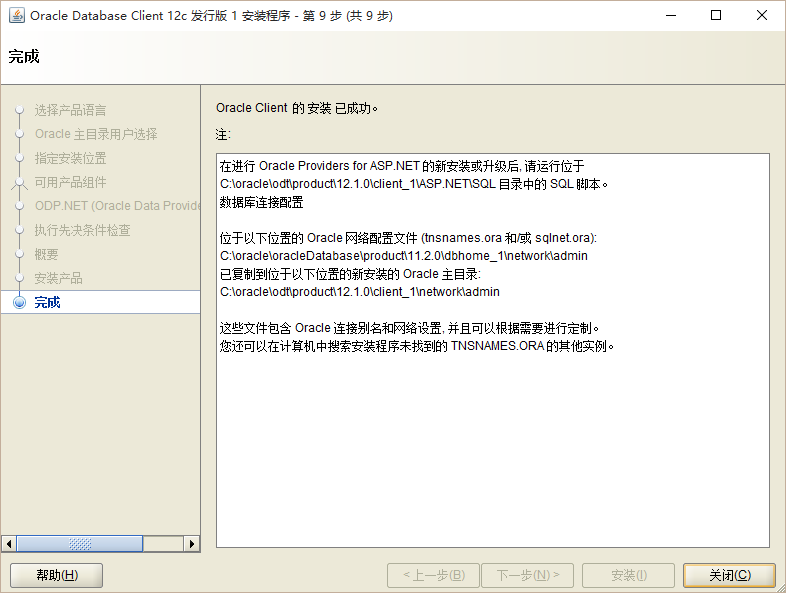 Oracle Database Client 12c 发行版 1 安装程序 - 第 9 步 (共 9 步)
完成
选择产品语言
Oracle 主目录用户选择
指定安装位置
可用产品组件
ODP.NET (Oracle Data Provide
执行先决条件检查
概要
安装产品
完成
Oracle Client 的 安装 已成功。
注:
在进行 Oracle Providers for ASP.NET 的新安装或升级后, 请运行位于
C:\oracle\odt\product\12.1.0\client_1\ASP.NET\SQL 目录中的 SQL 脚本。
数据库连接配置
位于以下位置的 Oracle 网络配置文件 (tnsnames.ora 和/或 sqlnet.ora):
C:\oracle\oracleDatabase\product\11.2.0\dbhome_1\network\admin
已复制到位于以下位置的新安装的 Oracle 主目录:
C:\oracle\odt\product\12.1.0\client_1\network\admin
这些文件包含 Oracle 连接别名和网络设置, 并且可以根据需要进行定制。
您还可以在计算机中搜索安装程序未找到的 TNSNAMES.ORA 的其他实例。
帮助(H)
< 上一步(B)
下一步(N) >
安装(I)
关闭(C)